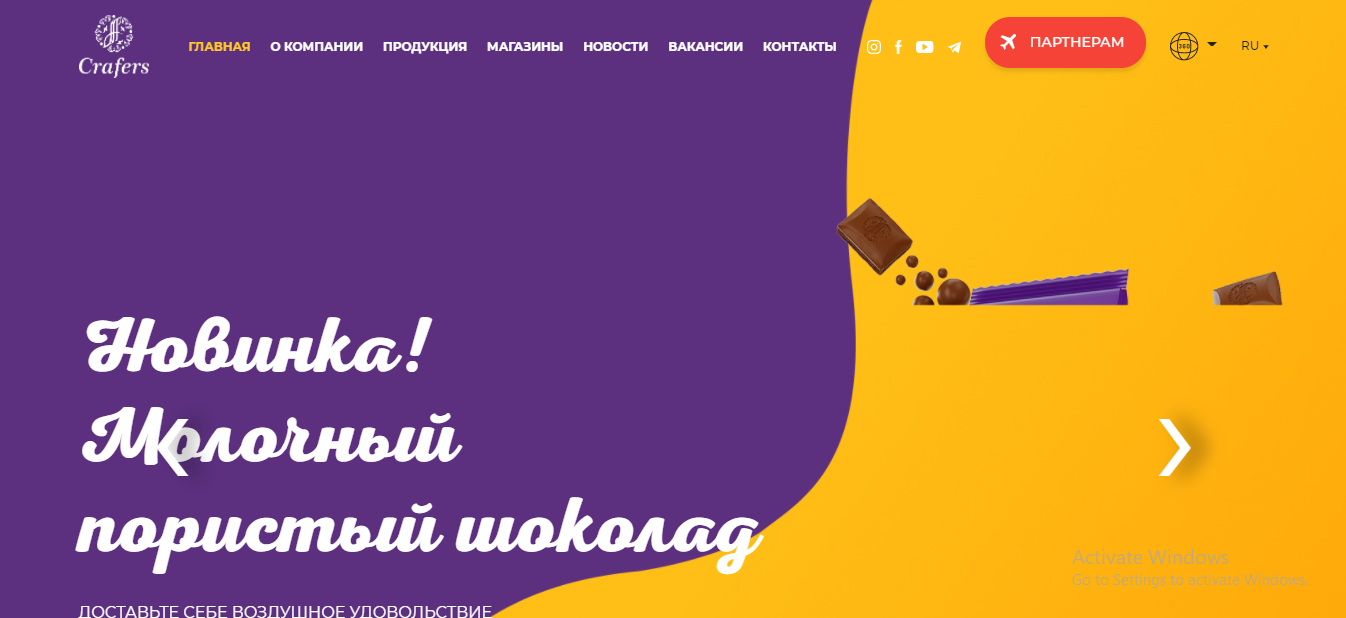 Crafers
ГЛАВНАЯ О КОМПАНИИ ПРОДУКЦИЯ МАГАЗИНЫ НОВОСТИ ВАКАНСИИ КОНТАКТЫ
ПАРТНЕРАМ
360
RU
Новинка!
Молочный
пористый шоколад
ДОСТАВЬТЕ СЕБЕ ВОЗДУШНОЕ УДОВОЛЬСТВИЕ
Activate Windows
Go to Settings to activate Windows.